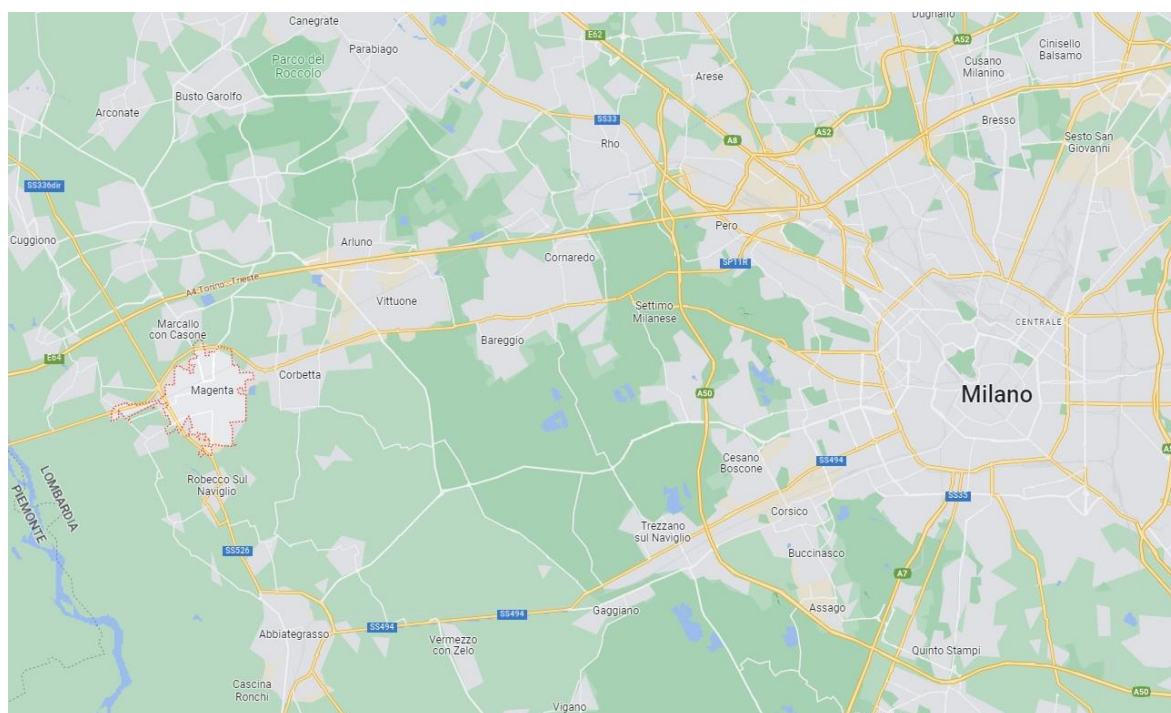 Canegrate
Dugnano
E62
A52
Parabiago
Cinisello
Balsamo
Parco del
Roccolo
Cusano
Milanino
Arese
Busto Garolfo
Arconate
SS33
Bresso
A8
A52
Rho
Sesto San
Giovanni
SS336dir
Pero
Cuggiono
Arluno
Cornaredo
SP11R
A4 Torino - Trieste
Vittuone
Settimo
Milanese
Marcallo
con Casone
CENTRALE
Bareggio
E64
Corbetta
Magenta
A50
Milano
Cesano
Boscone
SS494
Robecco Sul
Naviglio
LOMBARDIA
PIEMONTE
SS35
Corsico
Trezzano
sul Naviglio
SS526
Buccinasco
A7
Gaggiano
Assago
SS494
SS494
Abbiategrasso
Vermezzo
con Zelo
Quinto Stampi
Cascina
Ronchi
A50
Vigano